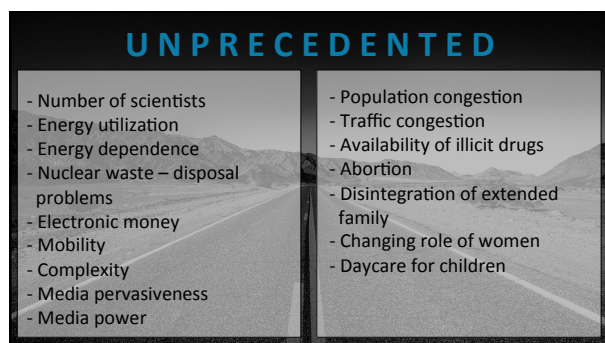 UNPRECEDENTED
- Number of scientists
- Energy utilization
- Energy dependence
- Nuclear waste – disposal
problems
- Electronic money
- Mobility
- Complexity
- Media pervasiveness
- Media power
- Population congestion
- Traffic congestion
- Availability of illicit drugs
- Abortion
- Disintegration of extended
family
- Changing role of women
- Daycare for children